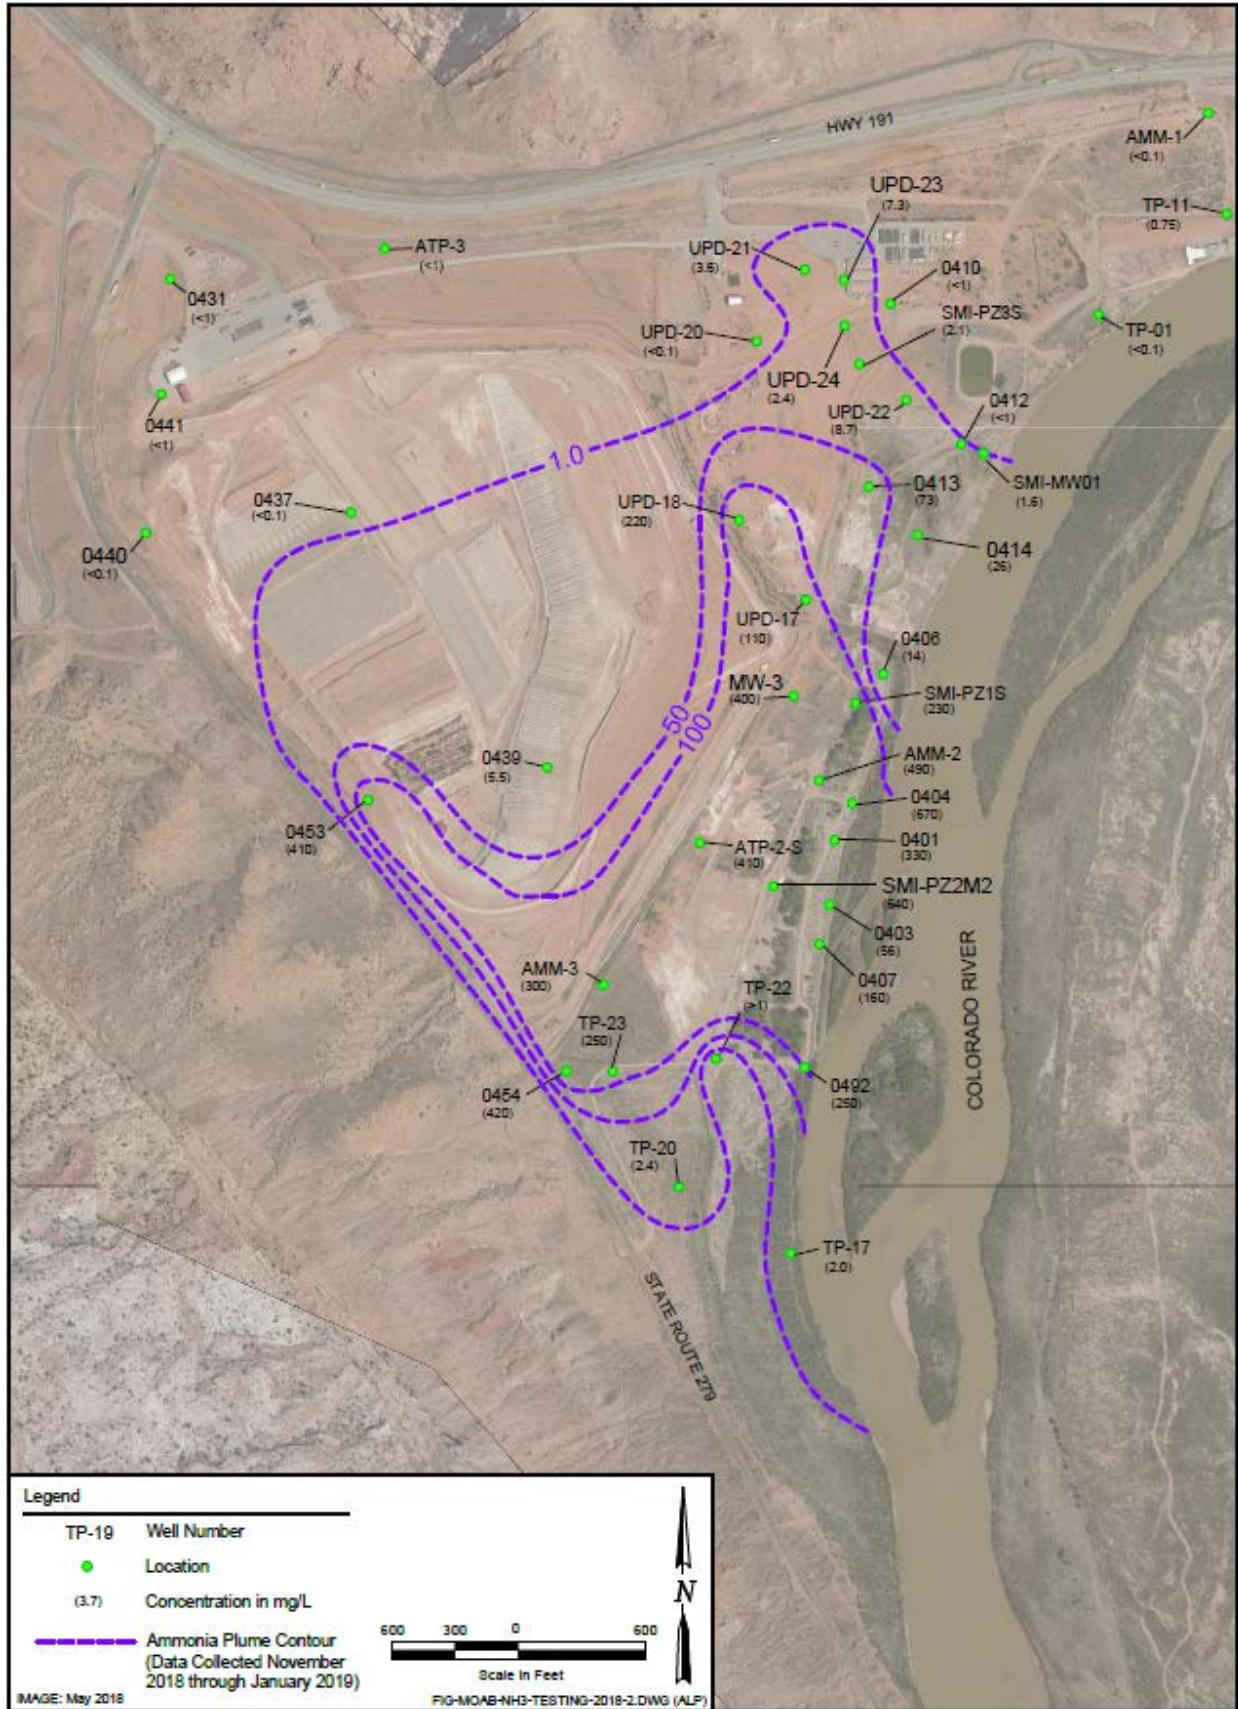 HWY 191
AMM-1
(<0.1)
UPD-23
(7.3)
TP-11
(0.75)
ATP-3
(<1)
UPD-21
(3.6)
0410
(<1)
0431
(<1)
SMI-PZ3S
(2.1)
UPD-20
(<0.1)
TP-01
(<0.1)
UPD-24
(2.4)
0441
(<1)
UPD-22
(8.7)
0412
(<1)
1.0
SMI-MW01
(1.6)
0413
(73)
0437
(<0.1)
UPD-18
(220)
0440
(<0.1)
0414
(26)
UPD-17
(110)
0406
(14)
MW-3
(400)
SMI-PZ1S
(230)
50
100
0439
(5.5)
AMM-2
(490)
0404
(670)
0453
(410)
0401
(330)
ATP-2-S
(410)
SMI-PZ2M2
(640)
0403
(56)
AMM-3
(300)
0407
(160)
TP-22
(>1)
COLORADO RIVER
TP-23
(250)
0454
(420)
0492
(250)
TP-20
(2.4)
TP-17
(2.0)
STATE ROUTE 279
Legend
TP-19 Well Number
Location
(3.7) Concentration in mg/L
Ammonia Plume Contour
(Data Collected November
2018 through January 2019)
600 300 0 600
Scale in Feet
N
IMAGE: May 2018
FIG-MOAB-NH3-TESTING-2018-2.DWG (ALP)